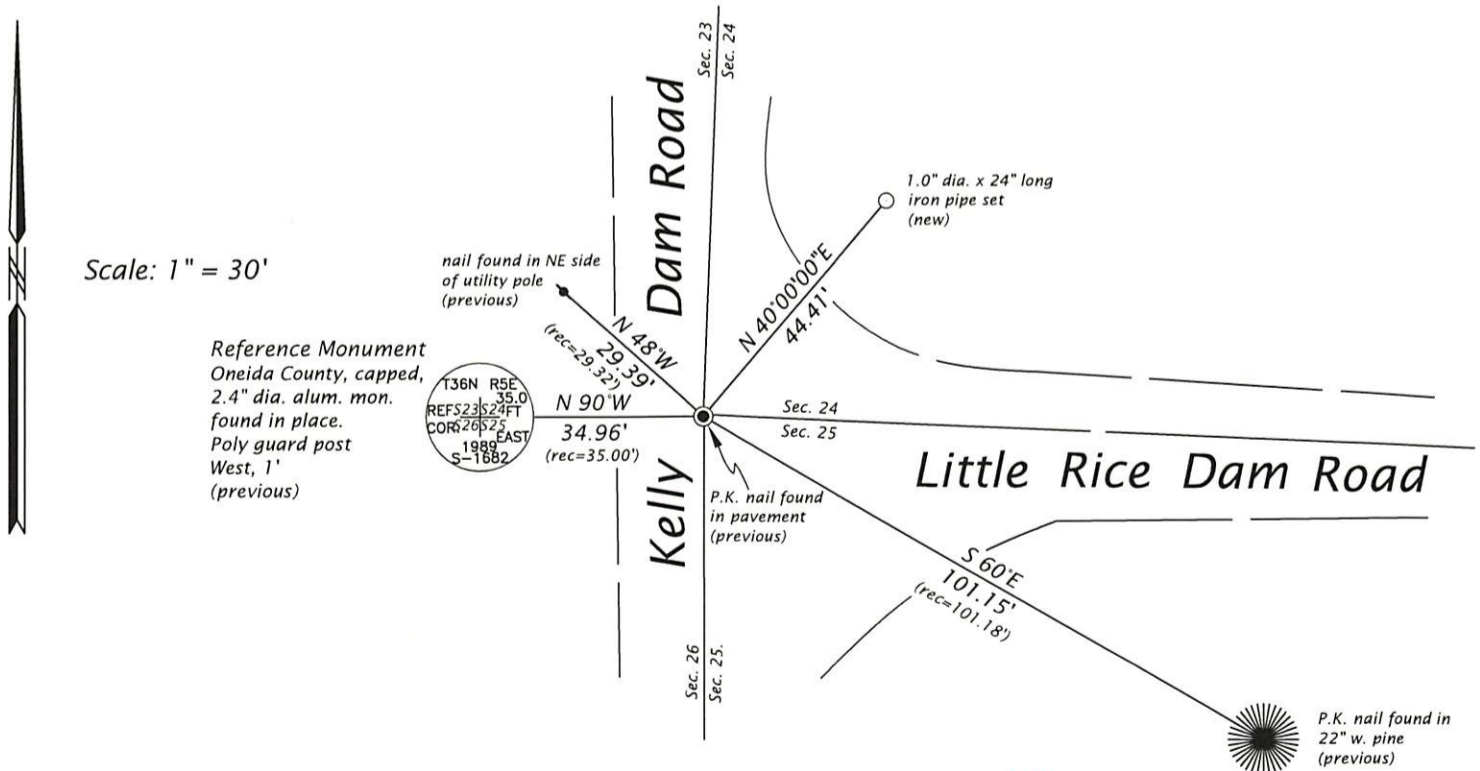 Sec. 23
Sec. 24
Kelly Dam Road
Scale: 1" = 30'
nail found in NE side
of utility pole
(previous)
N 48°W
29.39'
(rec=29.32')
1.0" dia. x 24" long
iron pipe set
(new)
N 40°00'00"E
44.41'
Reference Monument
Oneida County, capped,
2.4" dia. alum. mon.
found in place.
Poly guard post
West, 1'
(previous)
T36N R5E
35.0
REF S23 S24 FT
COR S26 S25
EAST
1989
S-1682
N 90°W
34.96'
(rec=35.00')
Sec. 24
Sec. 25
Little Rice Dam Road
P.K. nail found
in pavement
(previous)
S 60°E
101.15'
(rec=101.18')
Sec. 26
Sec. 25.
P.K. nail found in
22" w. pine
(previous)
N